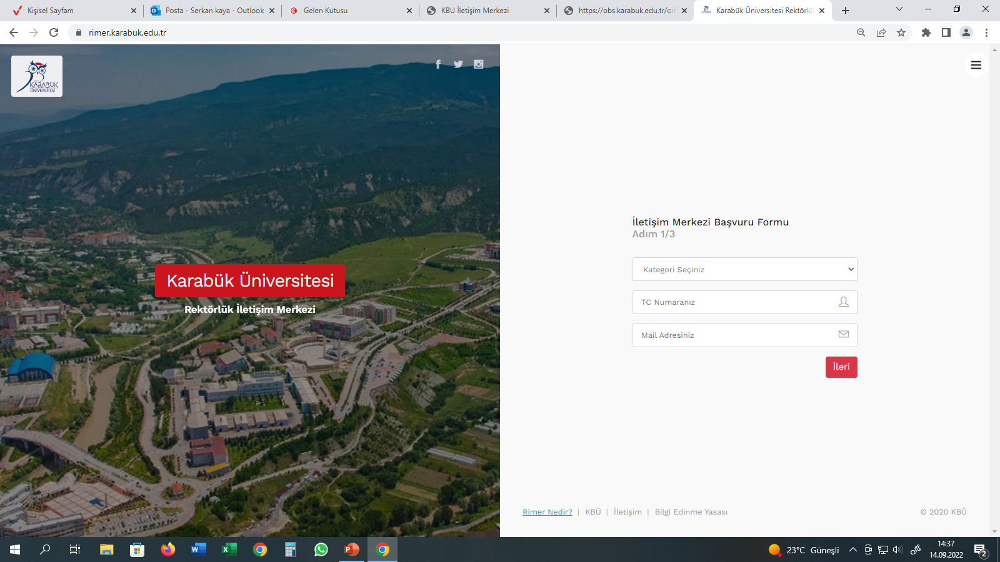 Kişisel Sayfam
Posta - Serkan kaya - Outlook
Gelen Kutusu
KBU İletişim Merkezi
https://obs.karabuk.edu.tr/oib
Karabük Üniversitesi Rektörlü
rimer.karabuk.edu.tr
KARABÜK
ÜNİVERSİTESİ
Karabük Üniversitesi
Rektörlük İletişim Merkezi
İletişim Merkezi Başvuru Formu
Adım 1/3
Kategori Seçiniz
TC Numaranız
Mail Adresiniz
İleri
Rimer Nedir? | KBÜ | İletişim | Bilgi Edinme Yasası
© 2020 KBÜ
23°C Güneşli
14:37
14.09.2022
2